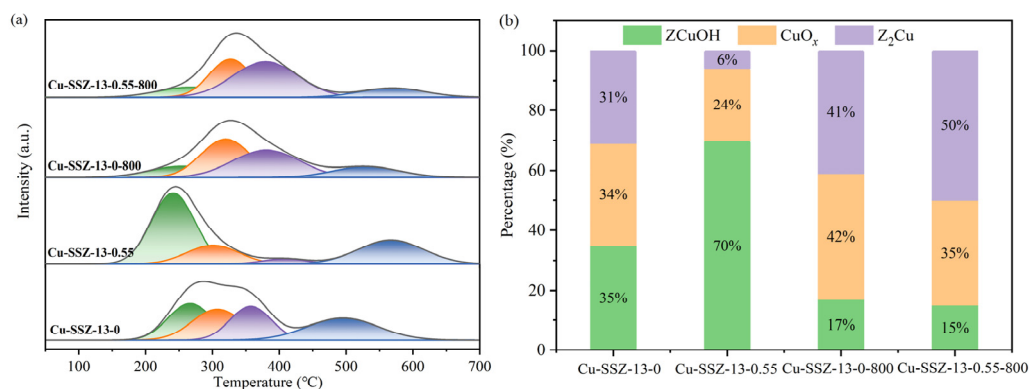 (a)
Cu-SSZ-13-0.55-800
Cu-SSZ-13-0-800
Cu-SSZ-13-0.55
Cu-SSZ-13-0
Intensity (a.u.)
100 200 300 400 500 600 700
Temperature (℃)
(b)
ZCuOH CuOx Z2Cu
100
80
60
40
20
0
Percentage (%)
31%
34%
35%
6%
24%
70%
41%
42%
17%
50%
35%
15%
Cu-SSZ-13-0 Cu-SSZ-13-0.55 Cu-SSZ-13-0-800 Cu-SSZ-13-0.55-800